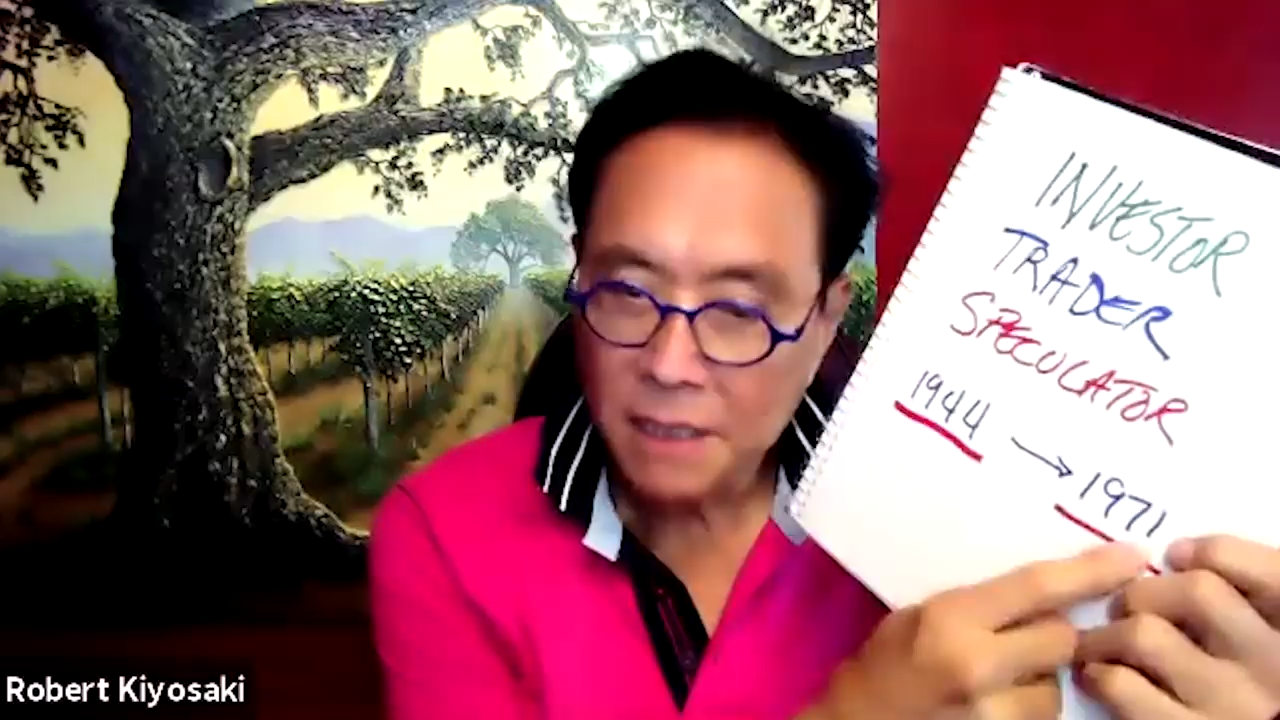 INVESTOR
TRADER
SPECULATOR
1944 → 1971
Robert Kiyosaki